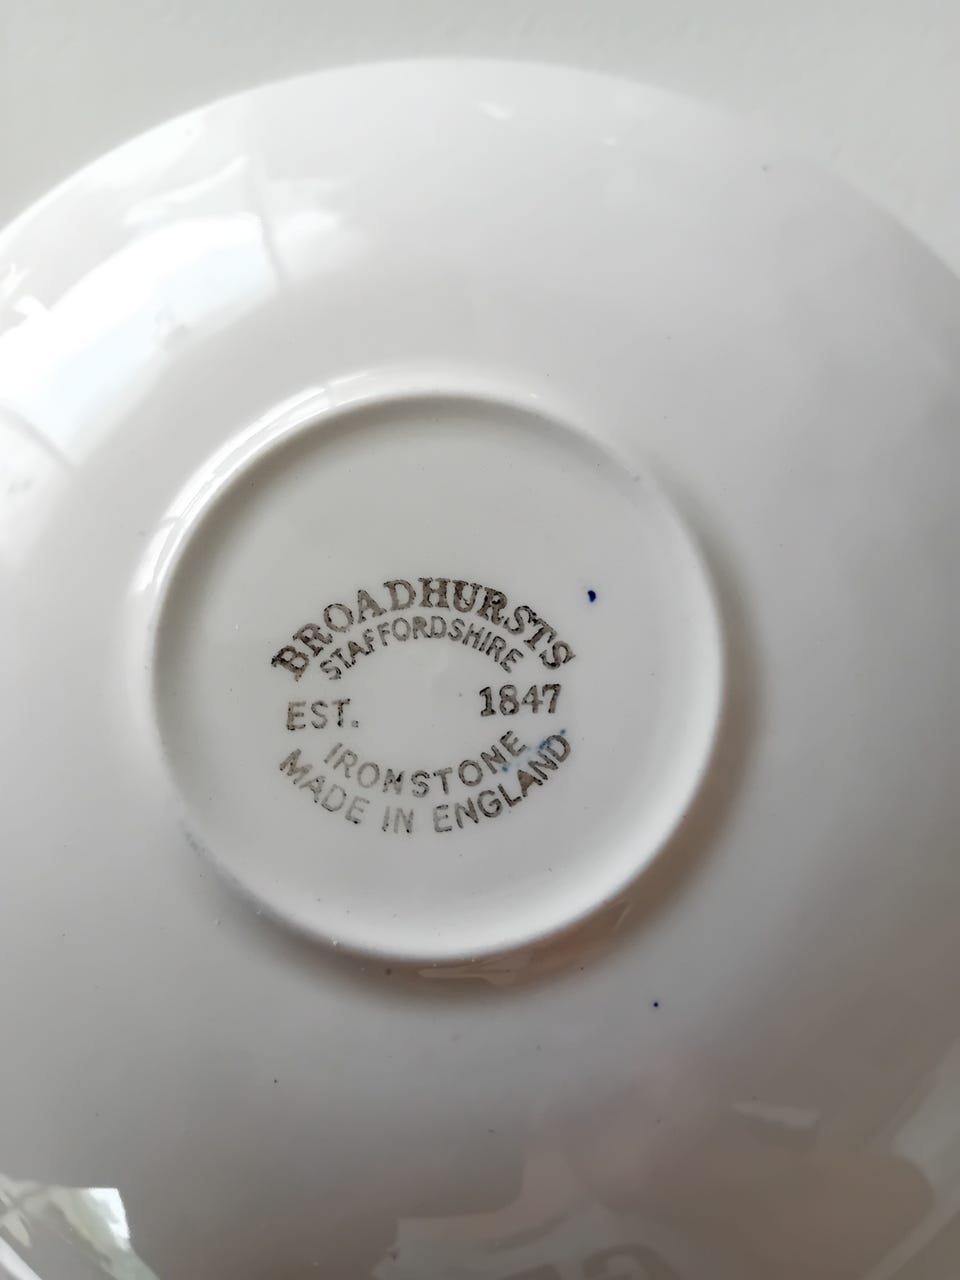 BROADHURSTS
STAFFORDSHIRE
EST. 1847
IRONSTONE
MADE IN ENGLAND